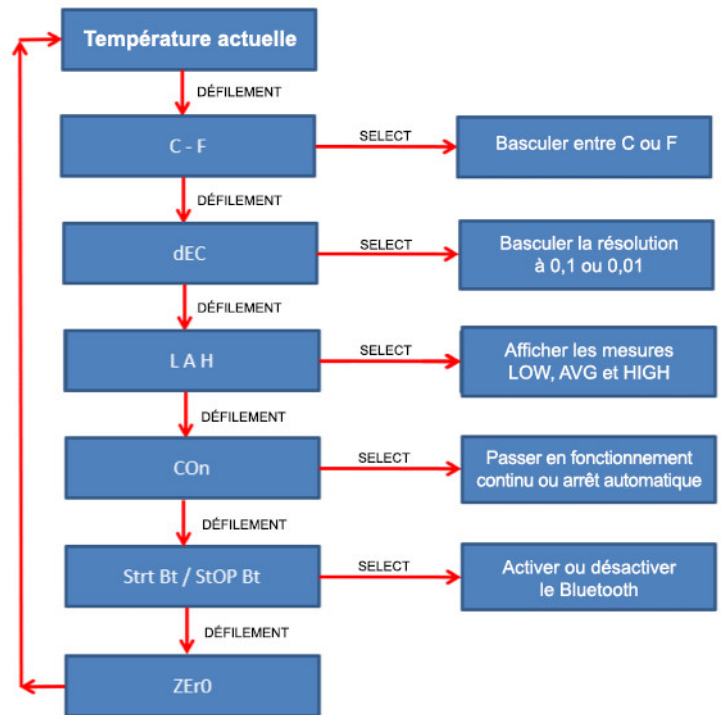 Température actuelle
DÉFILEMENT
C - F
SELECT
Basculer entre C ou F
DÉFILEMENT
dEC
SELECT
Basculer la résolution
à 0,1 ou 0,01
DÉFILEMENT
L A H
SELECT
Afficher les mesures
LOW, AVG et HIGH
DÉFILEMENT
COn
SELECT
Passer en fonctionnement
continu ou arrêt automatique
DÉFILEMENT
Strt Bt / StOP Bt
SELECT
Activer ou désactiver
le Bluetooth
DÉFILEMENT
ZEr0